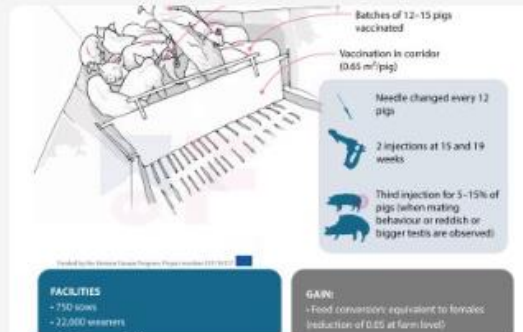 Batches of 12–15 pigs
vaccinated
Vaccination in corridor
(0.65 m²/pig)
Needle changed every 12
pigs
2 injections at 15 and 19
weeks
Third injection for 5–15% of
pigs (when mating
behaviour or reddish or
bigger testis are observed)
Funded by the
FACILITIES
• 750 sows
• 22,000 weaners
GAIN:
• Feed conversion: equivalent to females
(reduction of 0.05 at farm level)